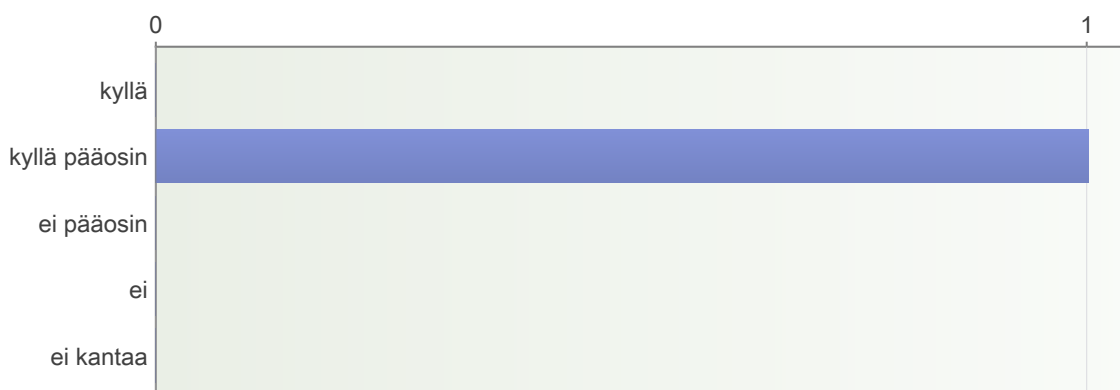 0 1
kyllä
kyllä pääosin
ei pääosin
ei
ei kantaa